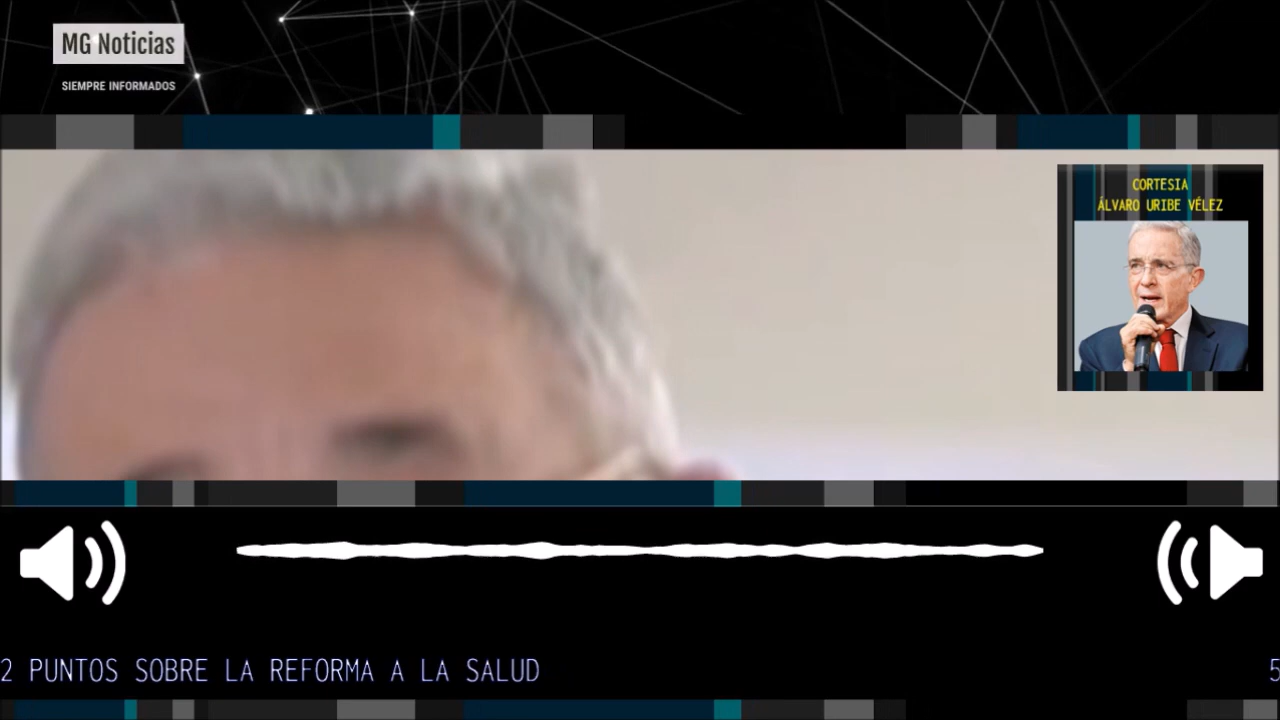 MG Noticias
SIEMPRE INFORMADOS
CORTESIA
ÁLVARO URIBE VÉLEZ
2 PUNTOS SOBRE LA REFORMA A LA SALUD
5